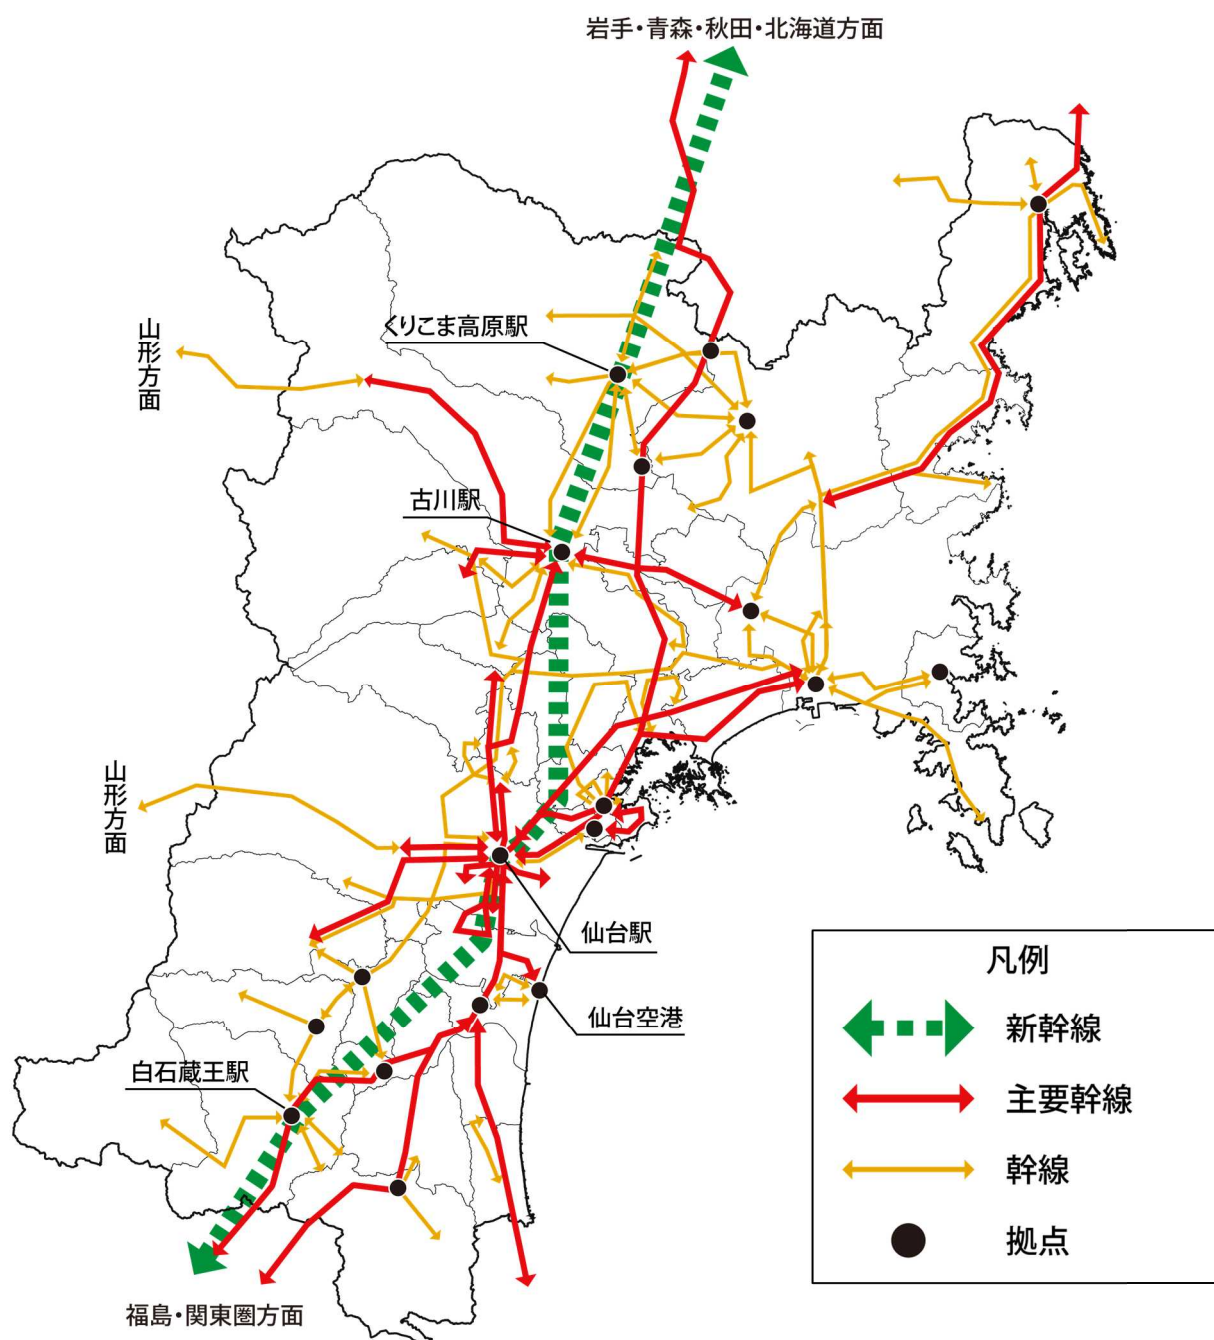 岩手・青森・秋田・北海道方面
くりこま高原駅
山形方面
古川駅
山形方面
仙台駅
仙台空港
白石蔵王駅
福島・関東圏方面
凡例
新幹線
主要幹線
幹線
拠点